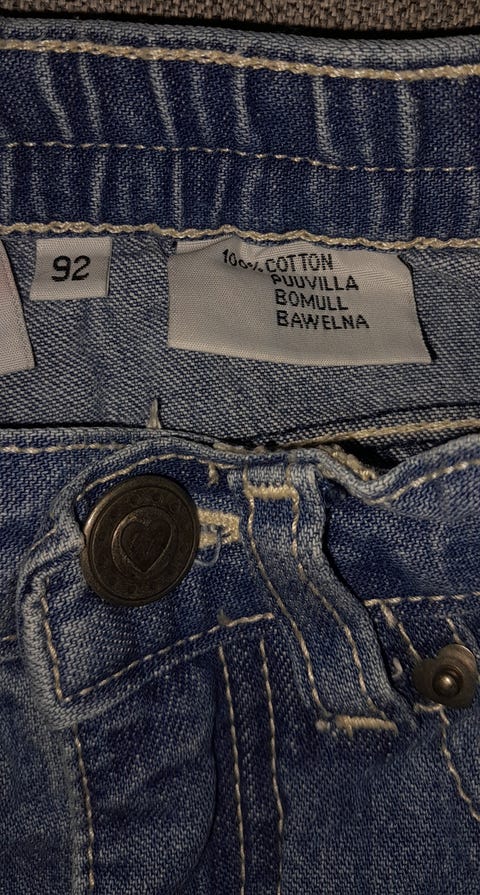 92
100% COTTON
PUUVILLA
BOMULL
BAWELNA